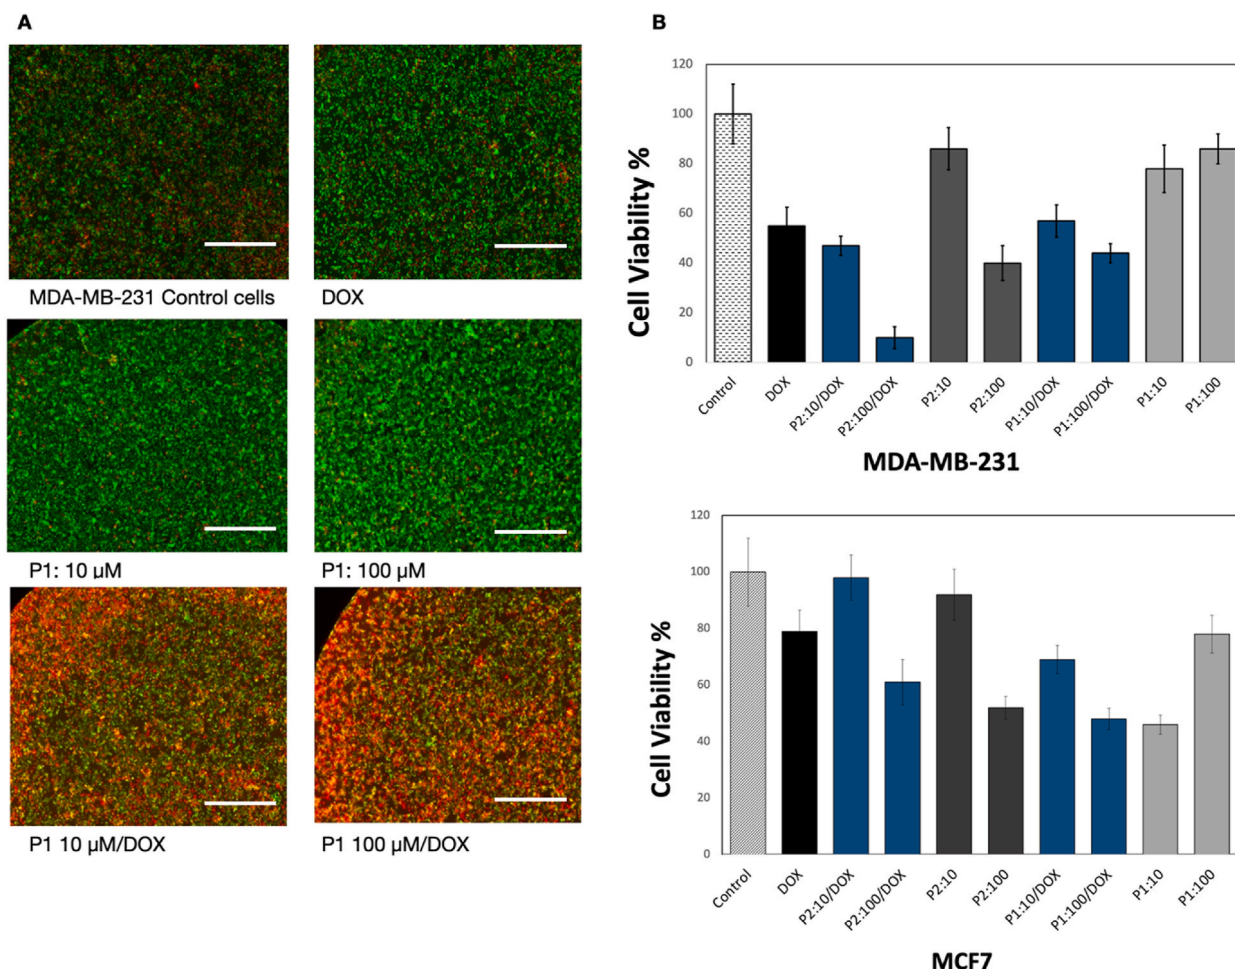 A
MDA-MB-231 Control cells
DOX
P1: 10 µM
P1: 100 µM
P1 10 µM/DOX
P1 100 µM/DOX
B
Cell Viability %
120
100
80
60
40
20
0
Control
DOX
P2:10/DOX
P2:100/DOX
P2:10
P2:100
P1:10/DOX
P1:100/DOX
P1:10
P1:100
MDA-MB-231
Cell Viability %
120
100
80
60
40
20
0
Control
DOX
P2:10/DOX
P2:100/DOX
P2:10
P2:100
P1:10/DOX
P1:100/DOX
P1:10
P1:100
MCF7